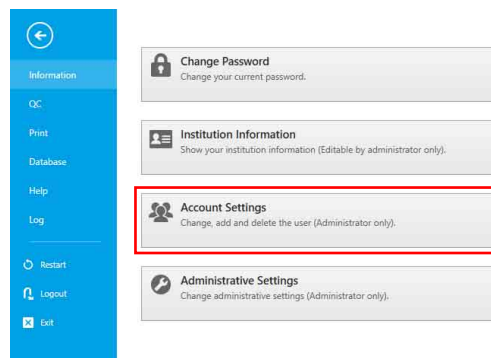 Information
QC
Print
Database
Help
Log
Restart
Logout
Exit
Change Password
Change your current password.
Institution Information
Show your institution information (Editable by administrator only).
Account Settings
Change, add and delete the user (Administrator only).
Administrative Settings
Change administrative settings (Administrator only).